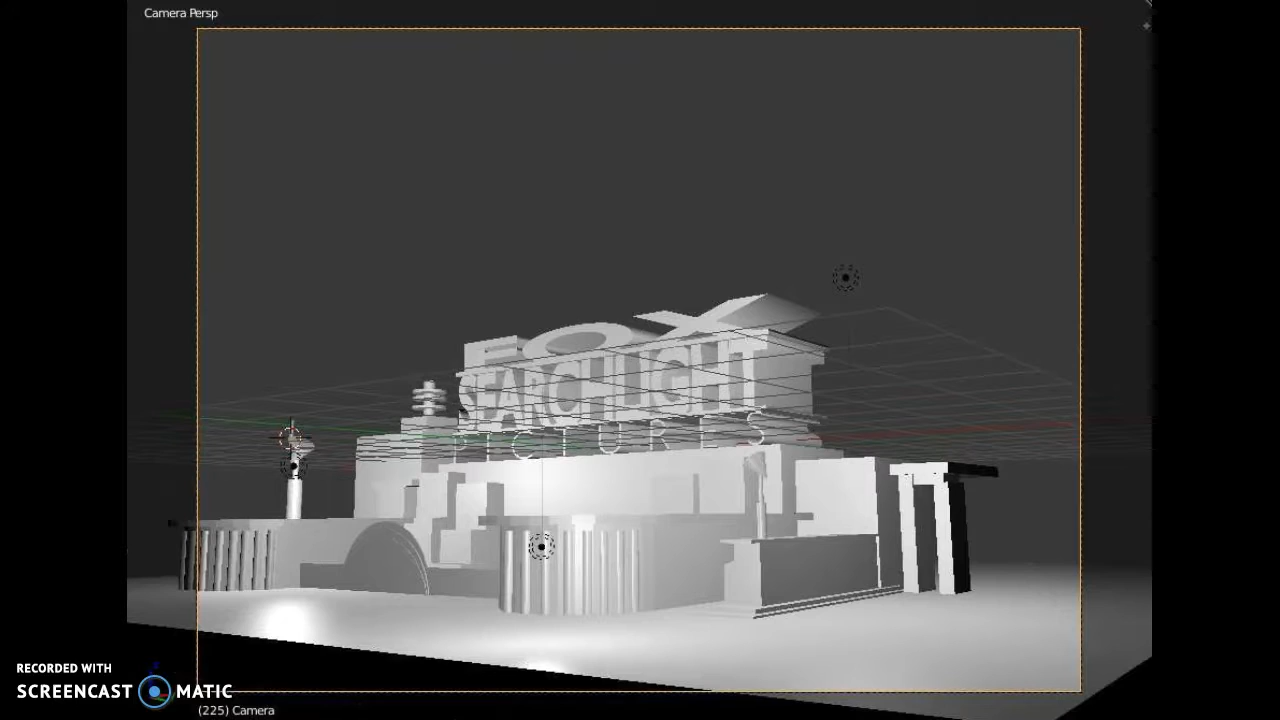 Camera Persp
FOX
SEARCHLIGHT
PICTURES
RECORDED WITH
SCREENCAST MATIC
(225) Camera